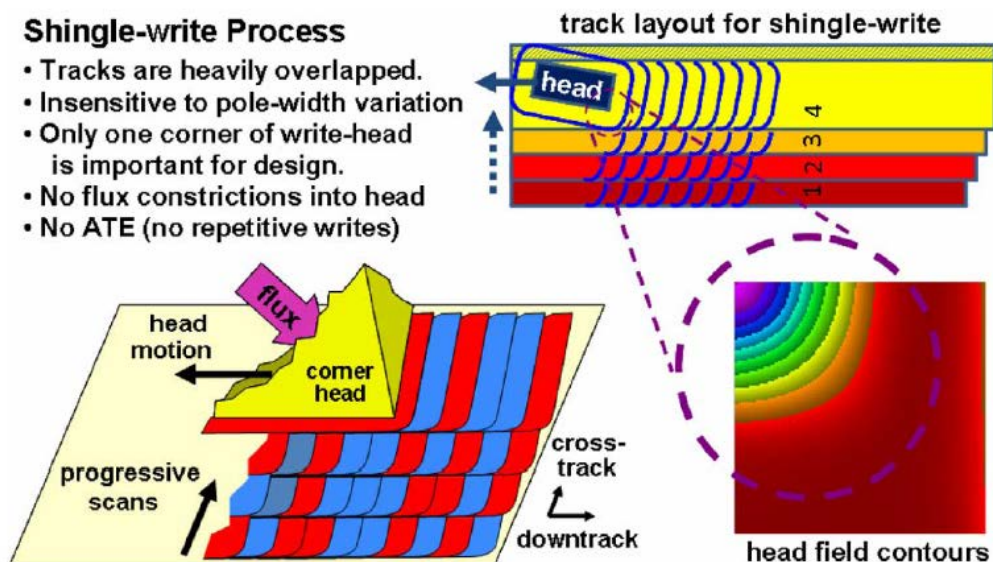 Shingle-write Process
• Tracks are heavily overlapped.
• Insensitive to pole-width variation
• Only one corner of write-head
is important for design.
• No flux constrictions into head
• No ATE (no repetitive writes)
track layout for shingle-write
head
4
3
2
1
flux
head
motion
corner
head
progressive
scans
cross-
track
downtrack
head field contours